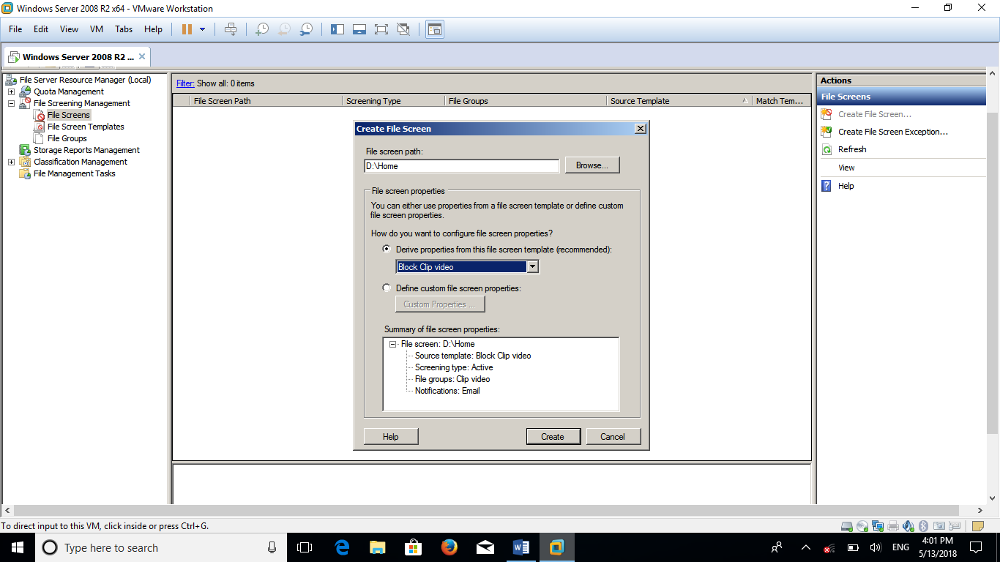 Windows Server 2008 R2 x64 - VMware Workstation
File Edit View VM Tabs Help
Windows Server 2008 R2 ...
File Server Resource Manager (Local)
Quota Management
File Screening Management
File Screens
File Screen Templates
File Groups
Storage Reports Management
Classification Management
File Management Tasks
Filter: Show all: 0 items
File Screen Path Screening Type File Groups Source Template Match Tem...
Create File Screen
File screen path:
D:\Home
Browse...
File screen properties
You can either use properties from a file screen template or define custom
file screen properties.
How do you want to configure file screen properties?
Derive properties from this file screen template (recommended):
Block Clip video
Define custom file screen properties:
Custom Properties ...
Summary of file screen properties:
File screen: D:\Home
Source template: Block Clip video
Screening type: Active
File groups: Clip video
Notifications: Email
Help Create Cancel
Actions
File Screens
Create File Screen...
Create File Screen Exception...
Refresh
View
Help
To direct input to this VM, click inside or press Ctrl+G.
Type here to search
ENG
4:01 PM
5/13/2018